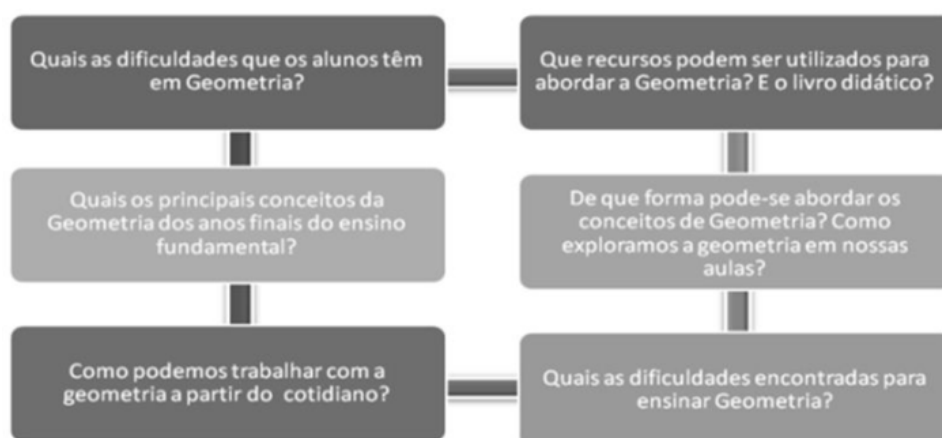 Quais as dificuldades que os alunos têm
em Geometria?
Que recursos podem ser utilizados para
abordar a Geometria? E o livro didático?
Quais os principais conceitos da
Geometria dos anos finais do ensino
fundamental?
De que forma pode-se abordar os
conceitos de Geometria? Como
exploramos a geometria em nossas
aulas?
Como podemos trabalhar com a
geometria a partir do cotidiano?
Quais as dificuldades encontradas para
ensinar Geometria?